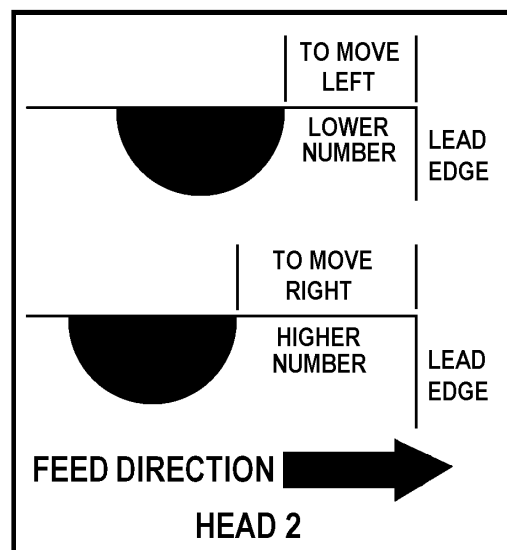 TO MOVE
LEFT
LOWER
NUMBER
LEAD
EDGE
TO MOVE
RIGHT
HIGHER
NUMBER
LEAD
EDGE
FEED DIRECTION
HEAD 2